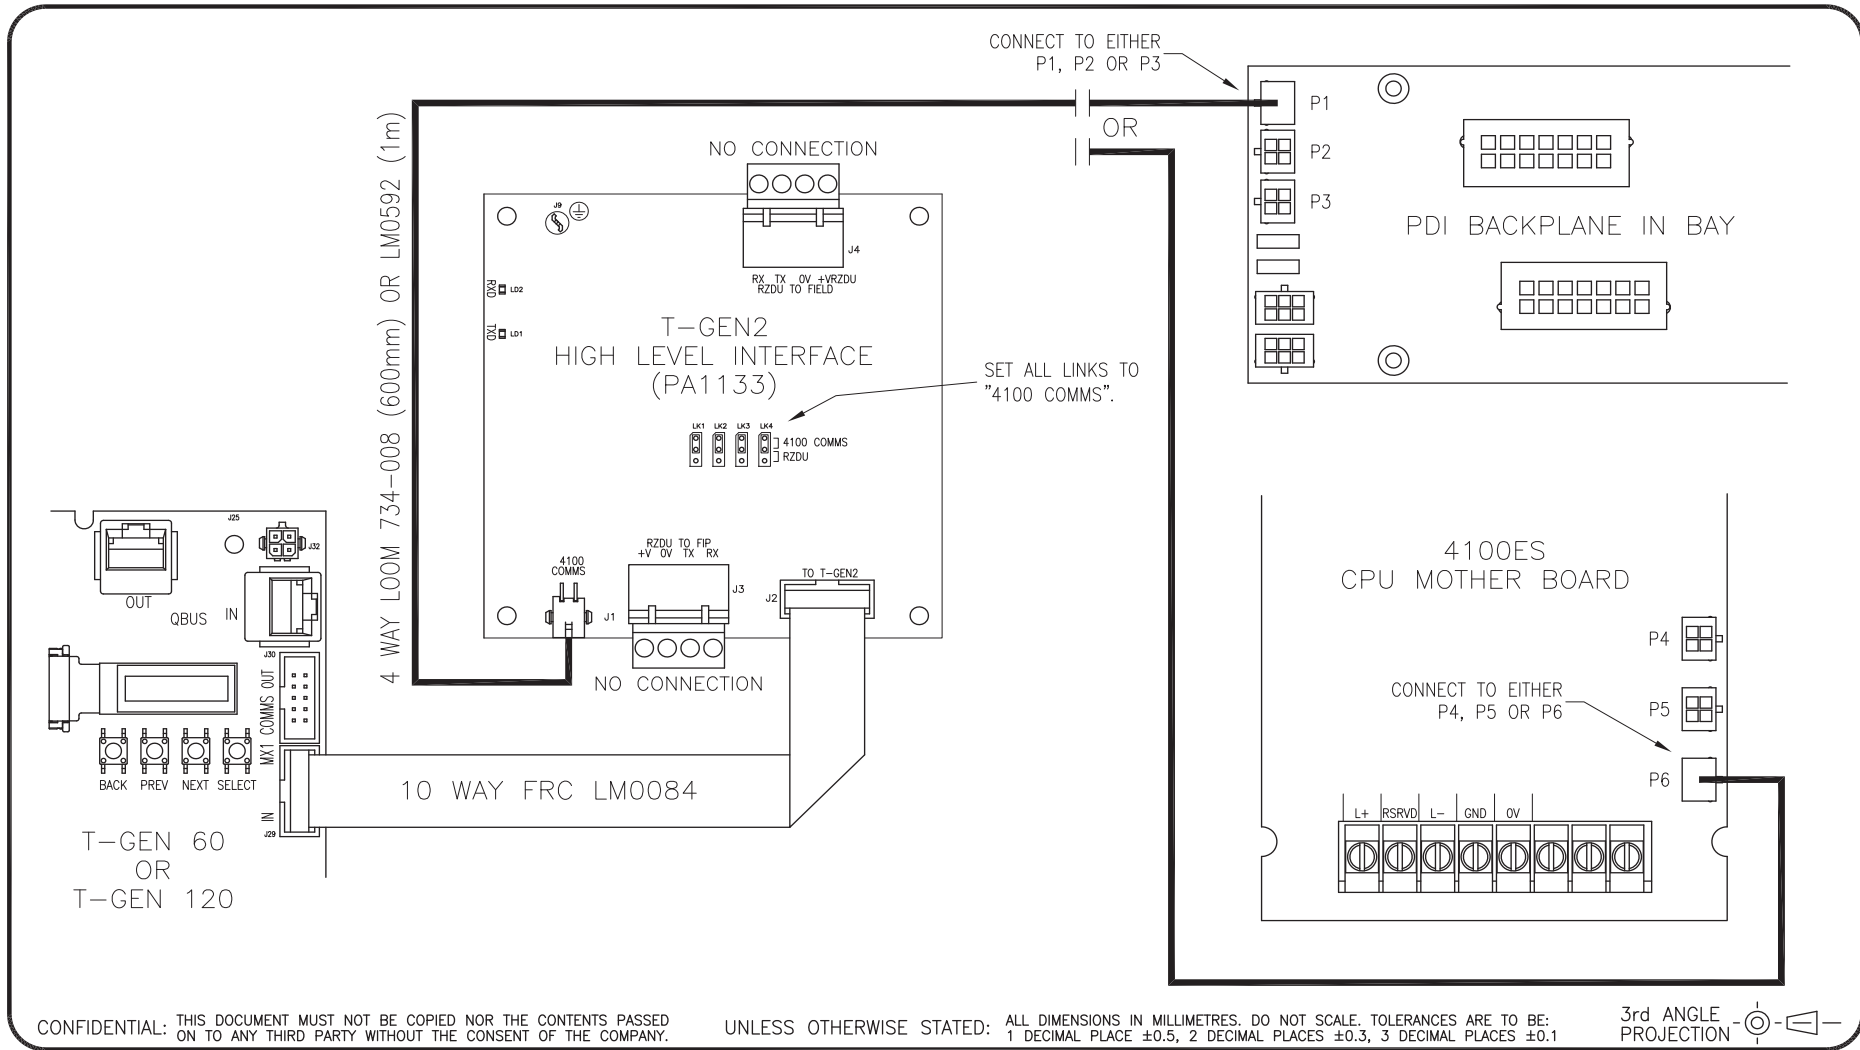 CONNECT TO EITHER
P1, P2 OR P3
P1
OR
P2
P3
PDI BACKPLANE IN BAY
4 WAY LOOM 734-008 (600mm) OR LM0592 (1m)
NO CONNECTION
J9
J4
RX TX 0V +VRZDU
RZDU TO FIELD
RXD
LD2
TXD
LD1
T-GEN2
HIGH LEVEL INTERFACE
(PA1133)
SET ALL LINKS TO
"4100 COMMS".
LK1 LK2 LK3 LK4
4100 COMMS
RZDU
RZDU TO FIP
+V 0V TX RX
4100
COMMS
J1
J3
TO T-GEN2
J2
NO CONNECTION
J25
J32
OUT
QBUS
IN
J30
MX1 COMMS OUT
IN
J29
BACK PREV NEXT SELECT
10 WAY FRC LM0084
T-GEN 60
OR
T-GEN 120
4100ES
CPU MOTHER BOARD
P4
CONNECT TO EITHER
P4, P5 OR P6
P5
P6
L+ RSRVD L- GND 0V
CONFIDENTIAL: THIS DOCUMENT MUST NOT BE COPIED NOR THE CONTENTS PASSED
ON TO ANY THIRD PARTY WITHOUT THE CONSENT OF THE COMPANY.
UNLESS OTHERWISE STATED: ALL DIMENSIONS IN MILLIMETRES. DO NOT SCALE. TOLERANCES ARE TO BE:
1 DECIMAL PLACE ±0.5, 2 DECIMAL PLACES ±0.3, 3 DECIMAL PLACES ±0.1
3rd ANGLE
PROJECTION